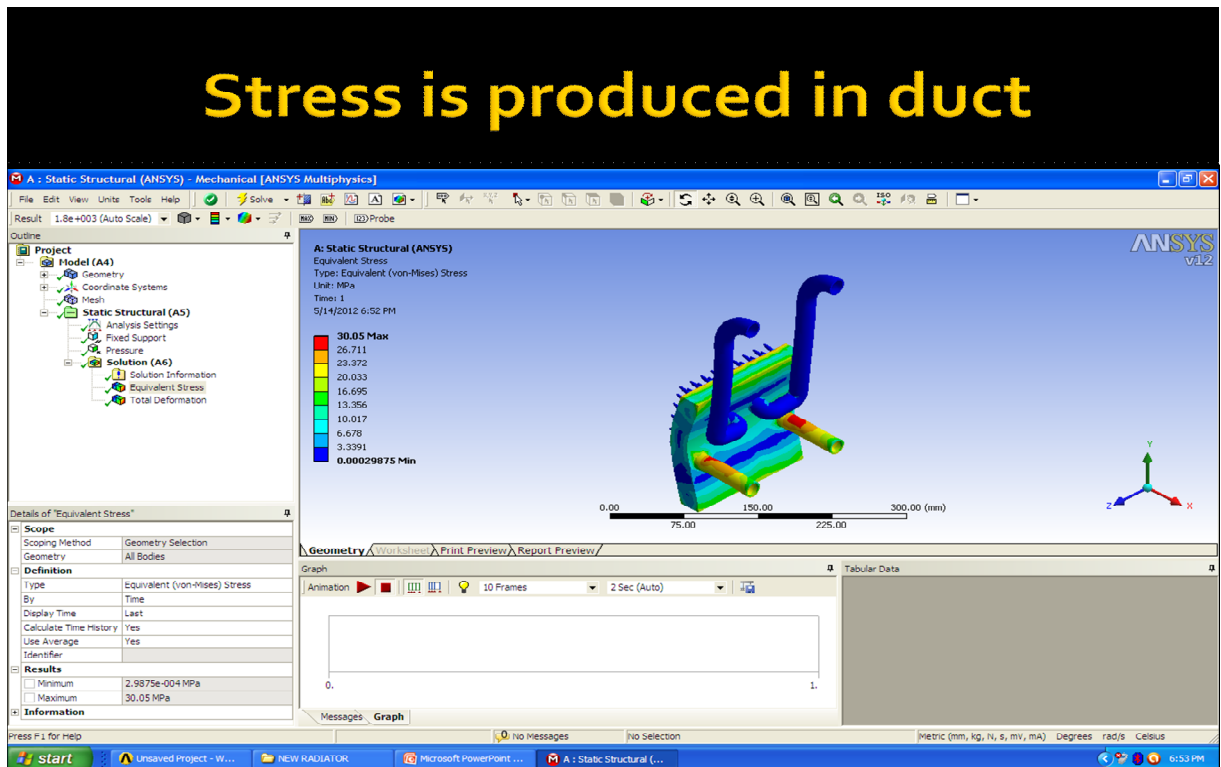 Stress is produced in duct
A : Static Structural (ANSYS) - Mechanical [ANSYS Multiphysics]
File Edit View Units Tools Help
Solve
Result 1.8e+003 (Auto Scale)
MAX MIN Probe
Outline
Project
Model (A4)
Geometry
Coordinate Systems
Mesh
Static Structural (A5)
Analysis Settings
Fixed Support
Pressure
Solution (A6)
Solution Information
Equivalent Stress
Total Deformation
A: Static Structural (ANSYS)
Equivalent Stress
Type: Equivalent (von-Mises) Stress
Unit: MPa
Time: 1
5/14/2012 6:52 PM
30.05 Max
26.711
23.372
20.033
16.695
13.356
10.017
6.678
3.3391
0.00029875 Min
ANSYS
v12
0.00 150.00 300.00 (mm)
75.00 225.00
Y
Z X
Geometry Worksheet Print Preview Report Preview
Details of "Equivalent Stress"
Scope
Scoping Method Geometry Selection
Geometry All Bodies
Definition
Type Equivalent (von-Mises) Stress
By Time
Display Time Last
Calculate Time History Yes
Use Average Yes
Identifier
Results
Minimum 2.9875e-004 MPa
Maximum 30.05 MPa
Information
Graph
Animation 10 Frames 2 Sec (Auto)
0. 1.
Messages Graph
Tabular Data
Press F1 for Help
No Messages
No Selection
Metric (mm, kg, N, s, mV, mA) Degrees rad/s Celsius
start
Unsaved Project - W...
NEW RADIATOR
Microsoft PowerPoint ...
A : Static Structural (...
6:53 PM